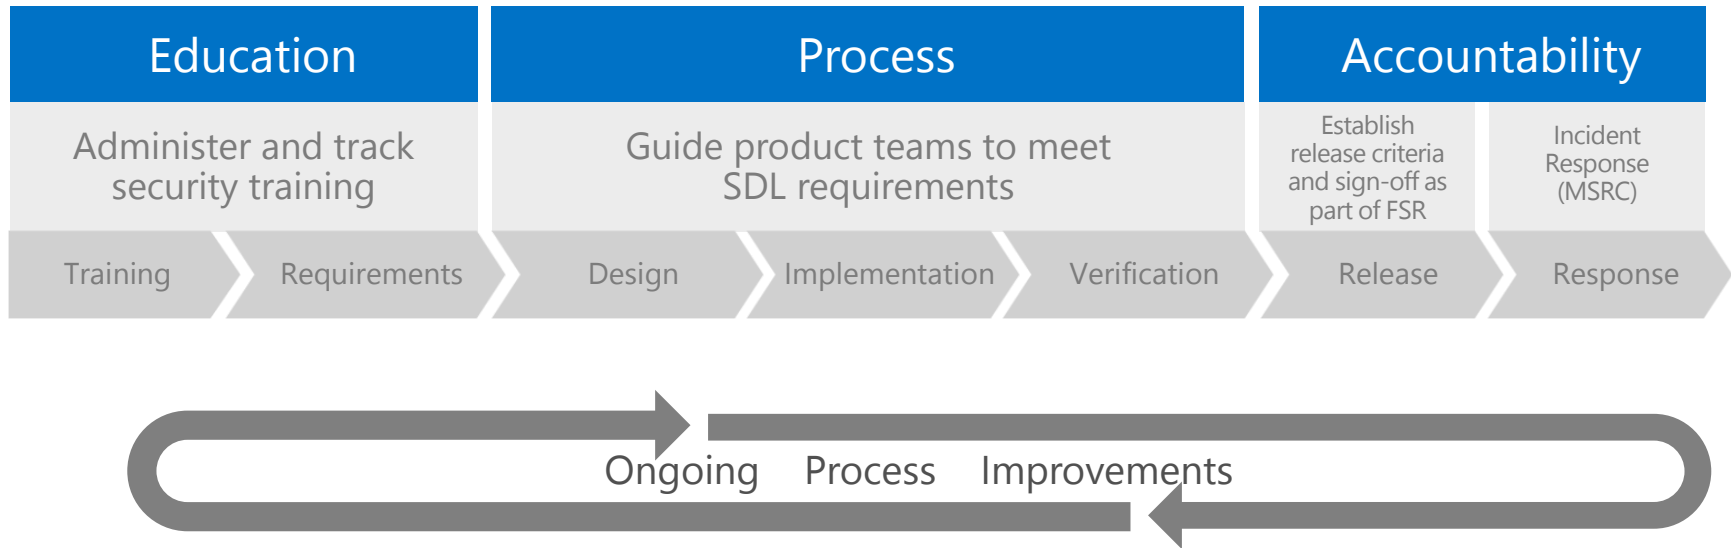 Education
Process
Accountability
Administer and track
security training
Guide product teams to meet
SDL requirements
Establish
release criteria
and sign-off as
part of FSR
Incident
Response
(MSRC)
Training
Requirements
Design
Implementation
Verification
Release
Response
Ongoing Process Improvements